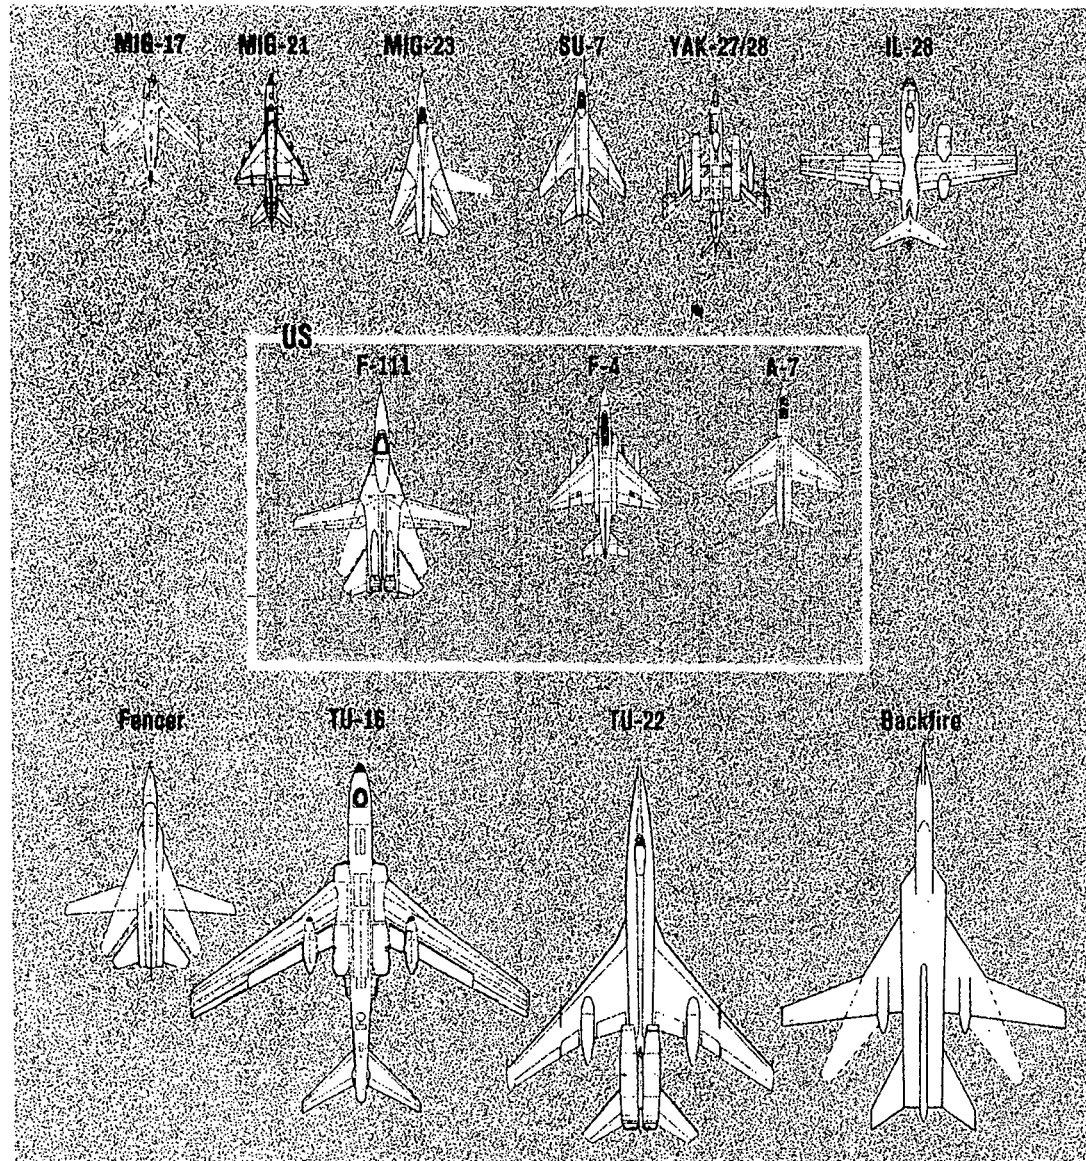 MIG-17 MIG-21 MIG-23 SU-7 YAK-27/28 IL-28
US
F-111 F-4 A-7
Fencer TU-16 TU-22 Backfire